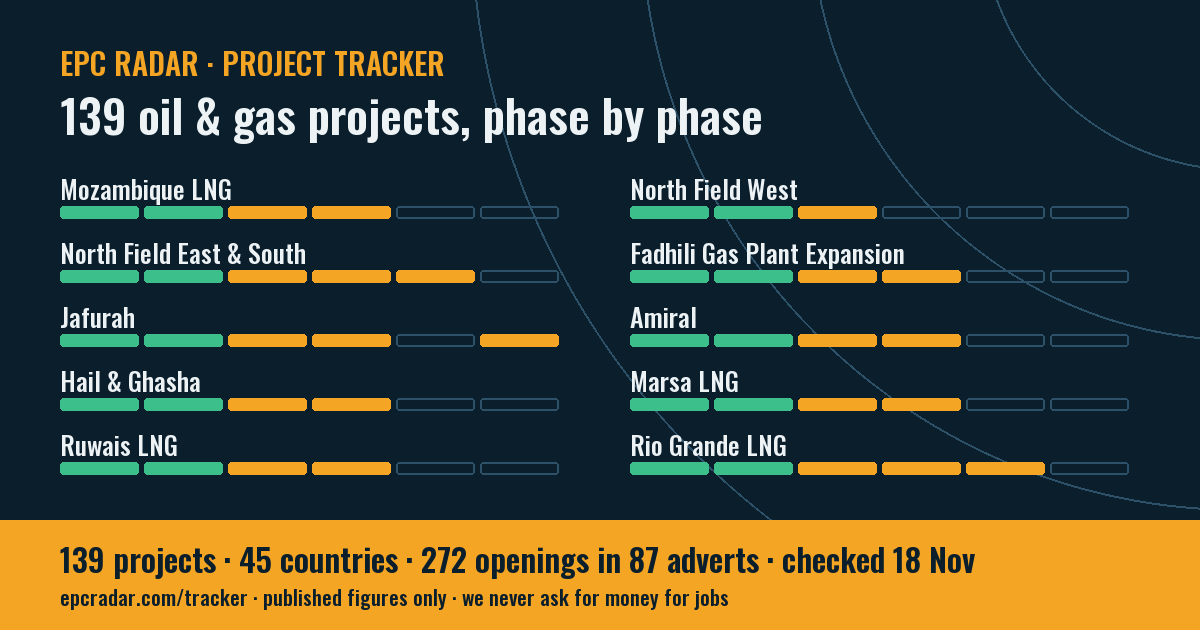 EPC RADAR · PROJECT TRACKER
139 oil & gas projects, phase by phase
Mozambique LNG
North Field East & South
Jafurah
Hail & Ghasha
Ruwais LNG
North Field West
Fadhili Gas Plant Expansion
Amiral
Marsa LNG
Rio Grande LNG
139 projects · 45 countries · 272 openings in 87 adverts · checked 18 Nov
epcradar.com/tracker · published figures only · we never ask for money for jobs